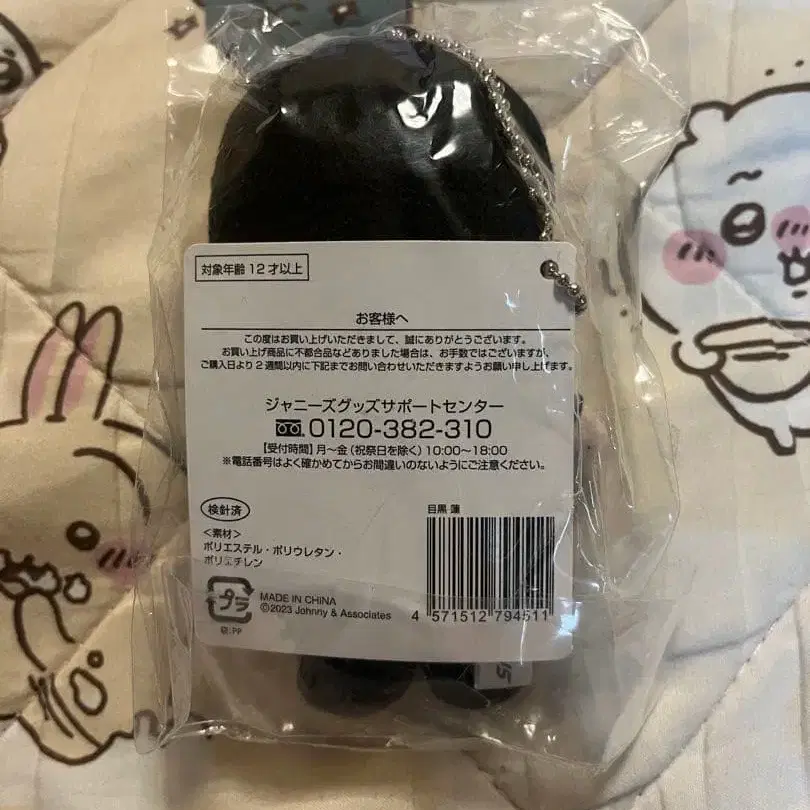 対象年齢12才以上
お客様へ
この度はお買い上げいただきまして、誠にありがとうございます。
お買い上げ商品に不都合品などありました場合は、お手数ではございますが、
ご購入日より2週間以内に下記までお問い合わせいただきますようお願い申し上げます。
ジャニーズグッズサポートセンター
0120-382-310
【受付時間】月〜金（祝祭日を除く）10:00〜18:00
※電話番号はよく確かめてからお間違いのないようにご注意ください。
検針済
<素材>
ポリエステル・ポリウレタン・
ポリエチレン
プラ
袋:PP
MADE IN CHINA
©2023 Johnny & Associates
目黒 蓮
4 571512 794511